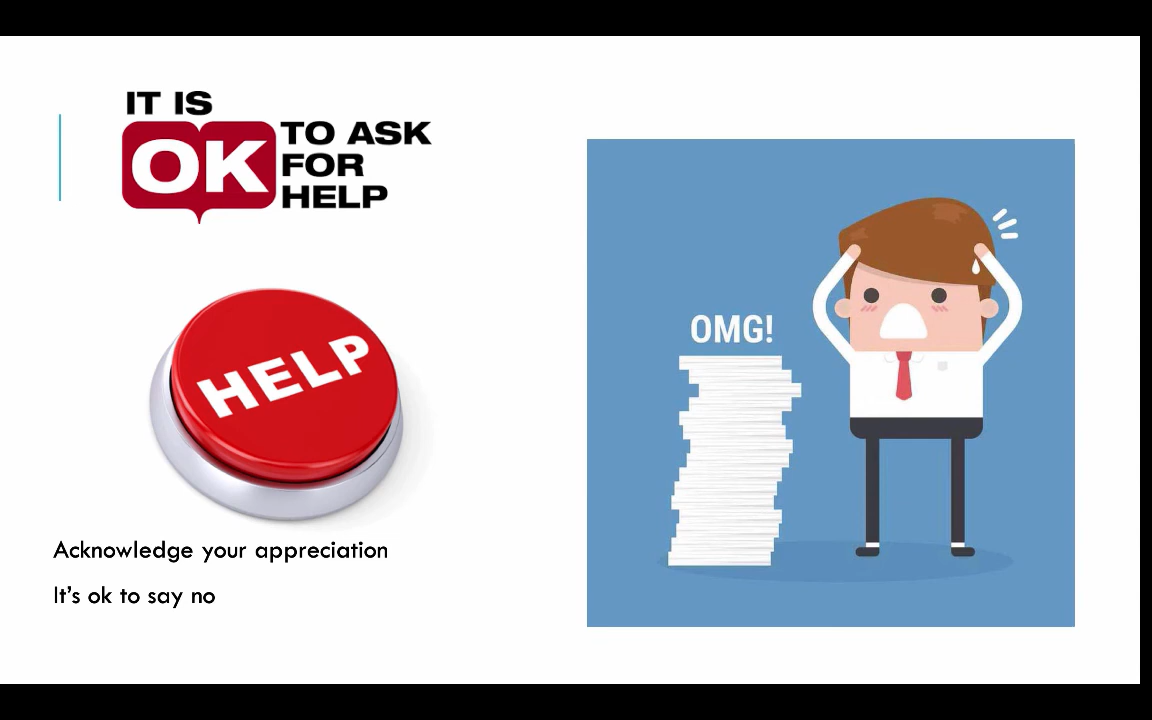 IT IS
OK TO ASK
FOR
HELP
HELP
Acknowledge your appreciation
It's ok to say no
OMG!